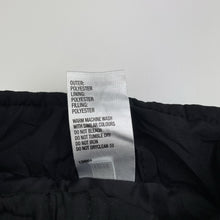 OUTER:
POLYESTER
LINING:
POLYESTER
FILLING:
POLYESTER
WARM MACHINE WASH
WITH SIMILAR COLOURS
DO NOT BLEACH
DO NOT TUMBLE DRY
DO NOT IRON
DO NOT DRYCLEAN